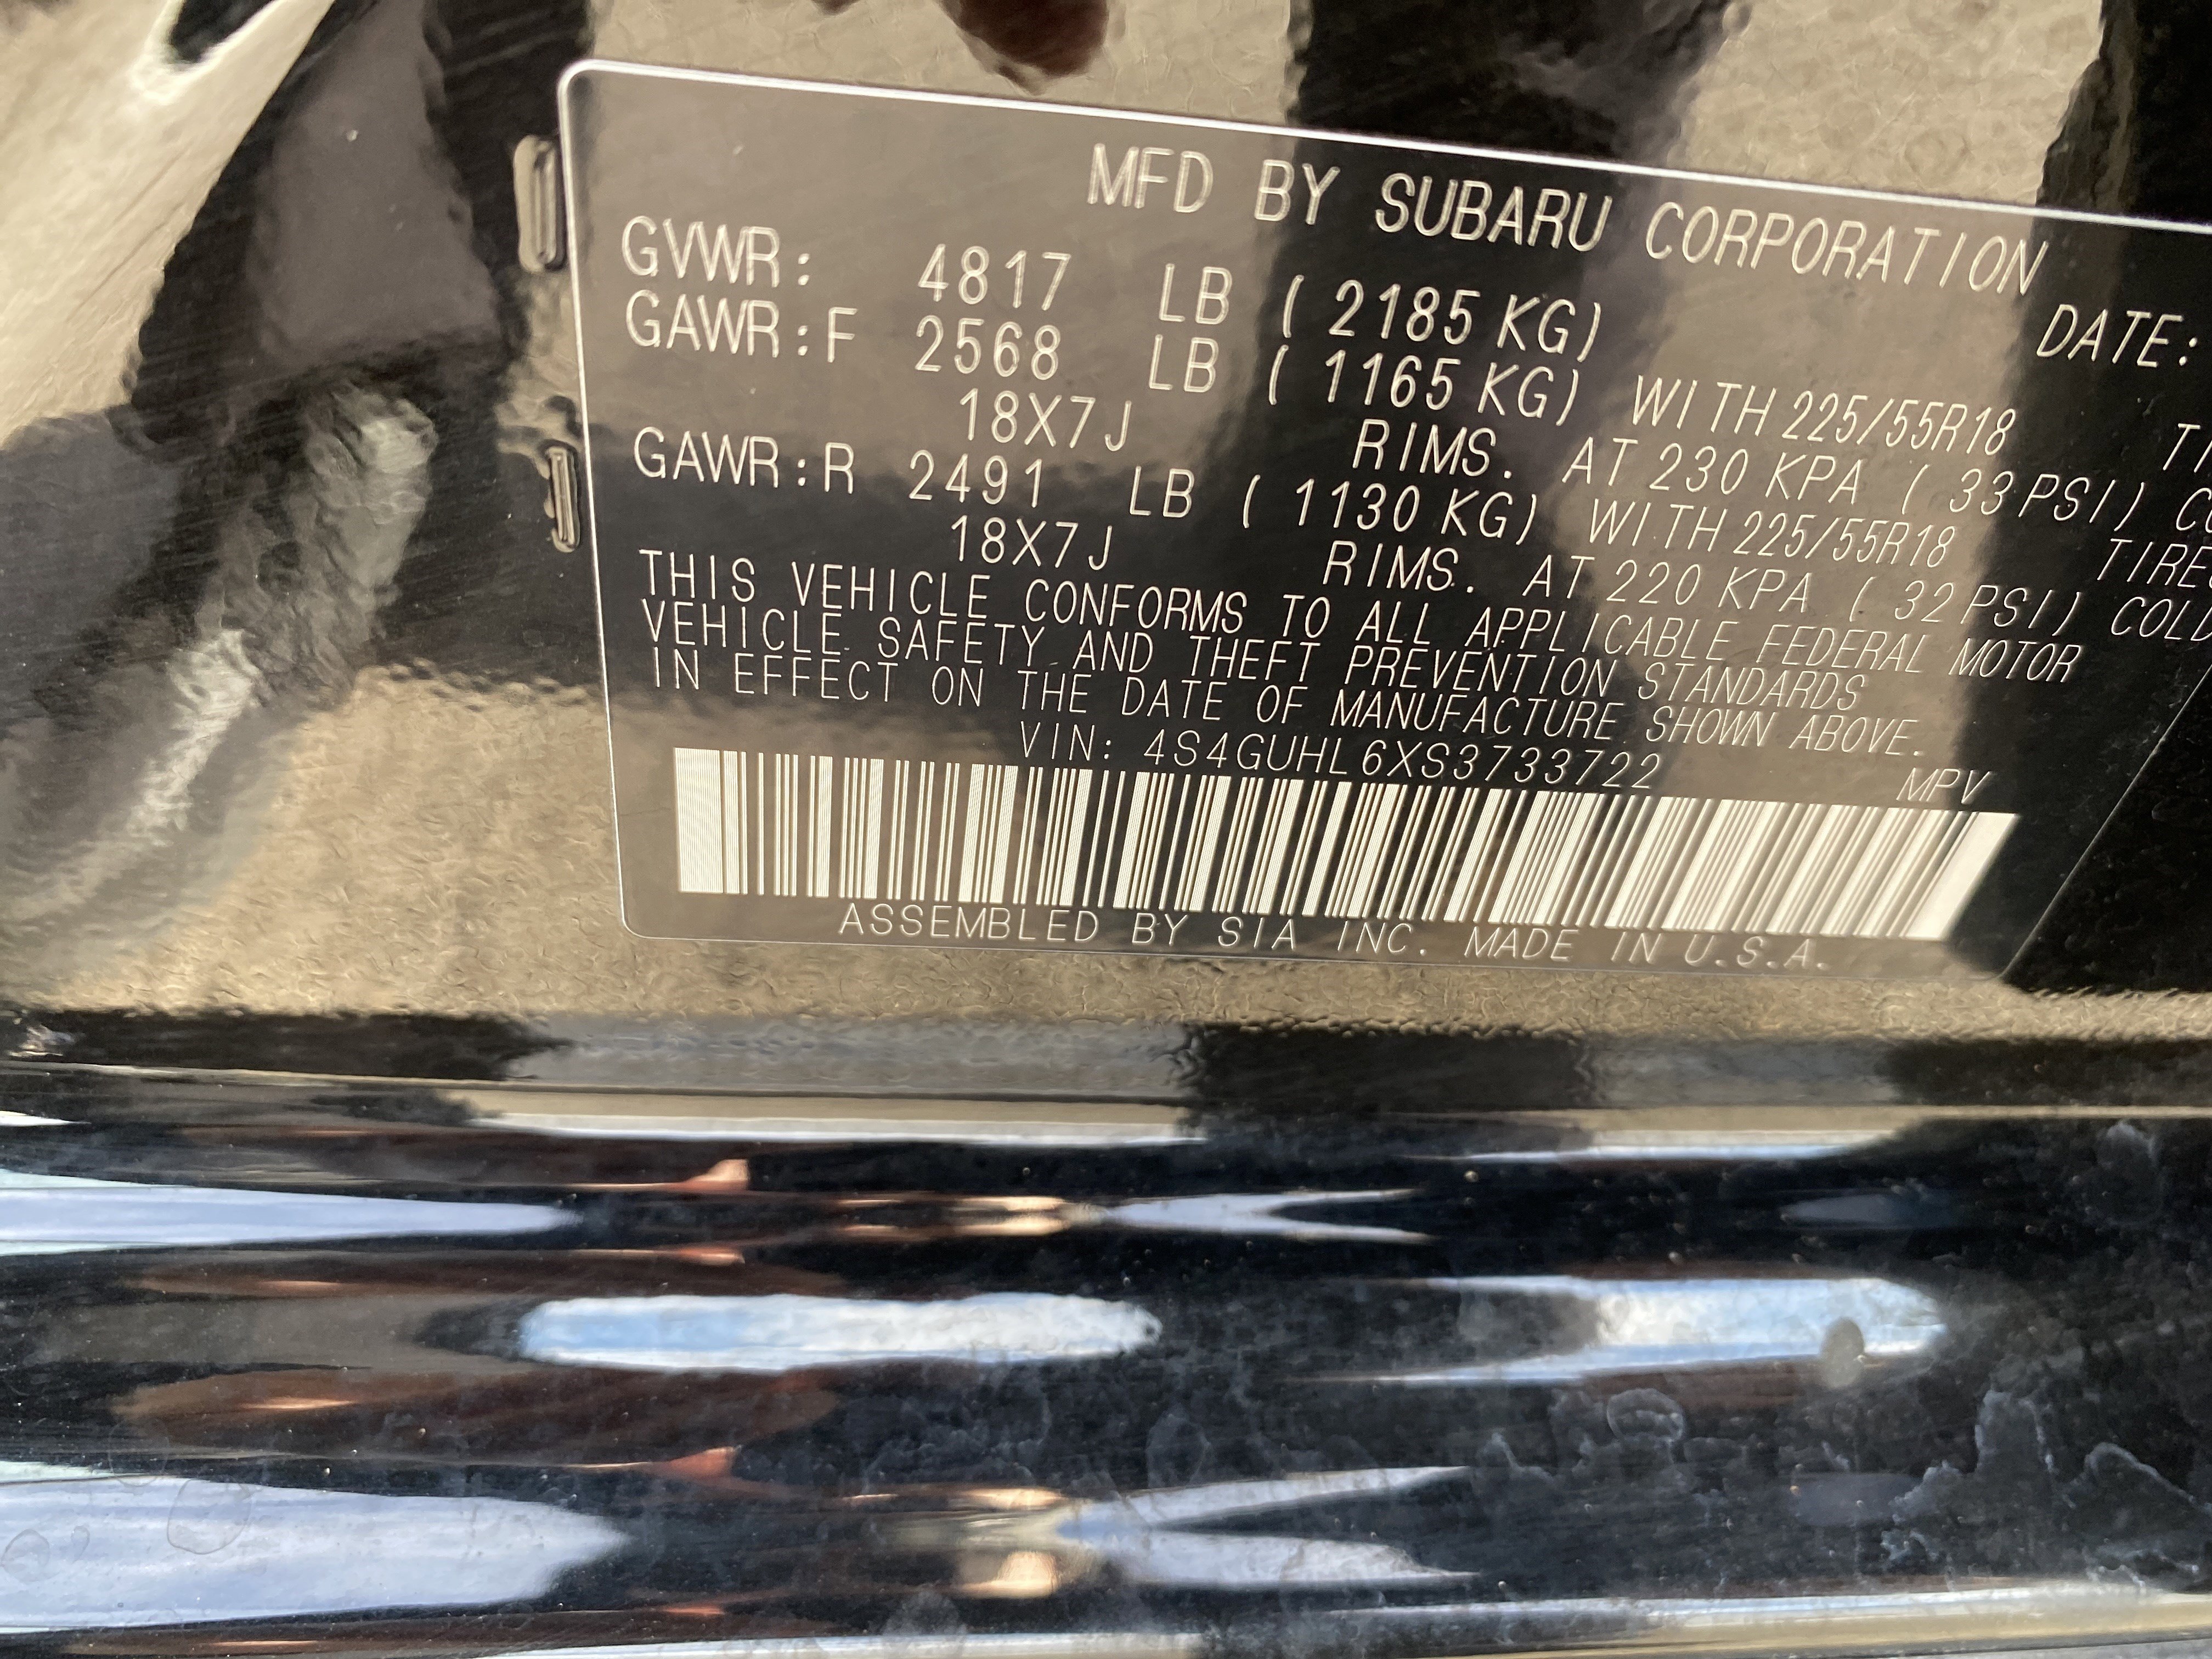 MFD BY SUBARU CORPORATION
DATE:
GVWR: 4817 LB ( 2185 KG)
GAWR:F 2568 LB ( 1165 KG) WITH 225/55R18
18X7J RIMS. AT 230 KPA ( 33 PSI)
GAWR:R 2491 LB ( 1130 KG) WITH 225/55R18 TIRE
18X7J RIMS. AT 220 KPA ( 32 PSI) COLD
THIS VEHICLE CONFORMS TO ALL APPLICABLE FEDERAL MOTOR
VEHICLE SAFETY AND THEFT PREVENTION STANDARDS
IN EFFECT ON THE DATE OF MANUFACTURE SHOWN ABOVE.
VIN: 4S4GUHL6XS3733722 MPV
ASSEMBLED BY SIA INC. MADE IN U.S.A.